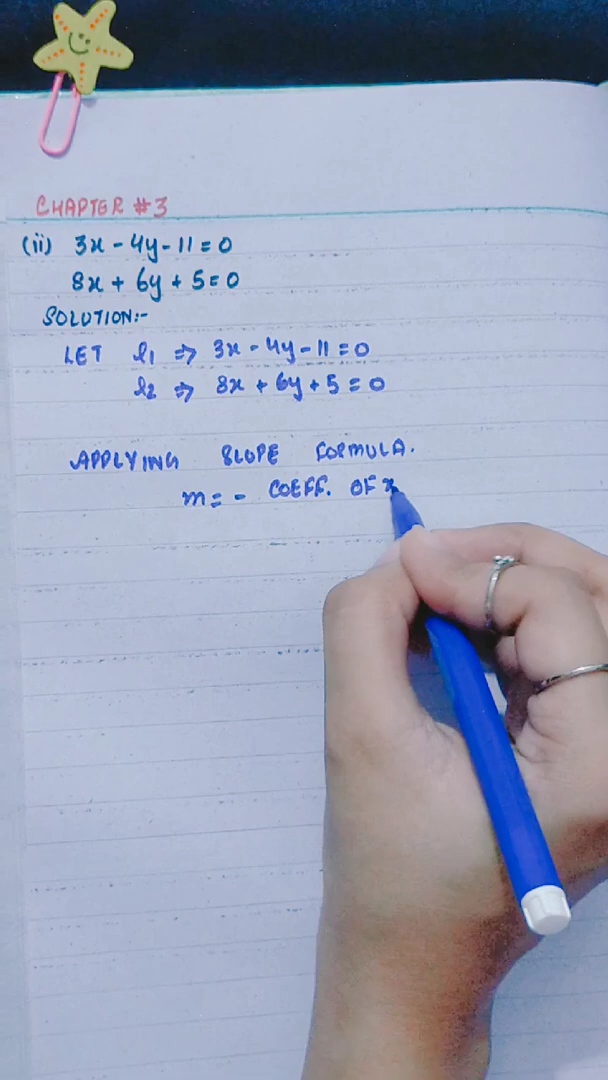 CHAPTER #3
(ii) 3x - 4y - 11 = 0
8x + 6y + 5 = 0
SOLUTION:-
LET l1 ⇒ 3x - 4y - 11 = 0
l2 ⇒ 8x + 6y + 5 = 0
APPLYING SLOPE FORMULA.
m = - COEFF. OF x